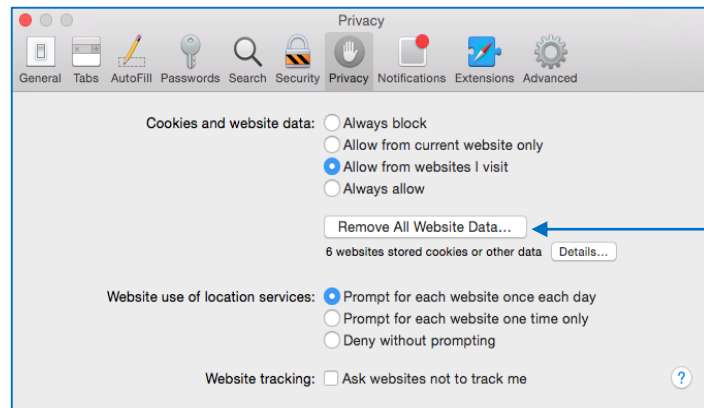 Privacy
General Tabs AutoFill Passwords Search Security Privacy Notifications Extensions Advanced
Cookies and website data: Always block
Allow from current website only
Allow from websites I visit
Always allow
Remove All Website Data...
6 websites stored cookies or other data Details...
Website use of location services: Prompt for each website once each day
Prompt for each website one time only
Deny without prompting
Website tracking: Ask websites not to track me ?